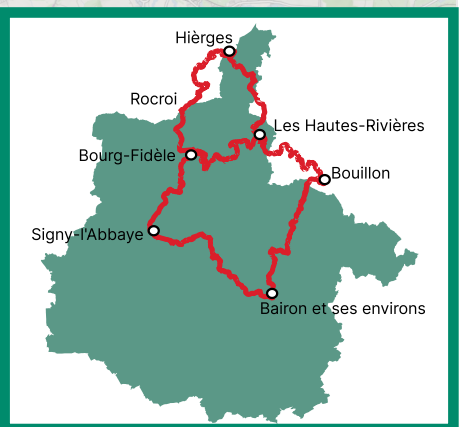 Hièrges
Rocroi
Les Hautes-Rivières
Bourg-Fidèle
Bouillon
Signy-l'Abbaye
Bairon et ses environs